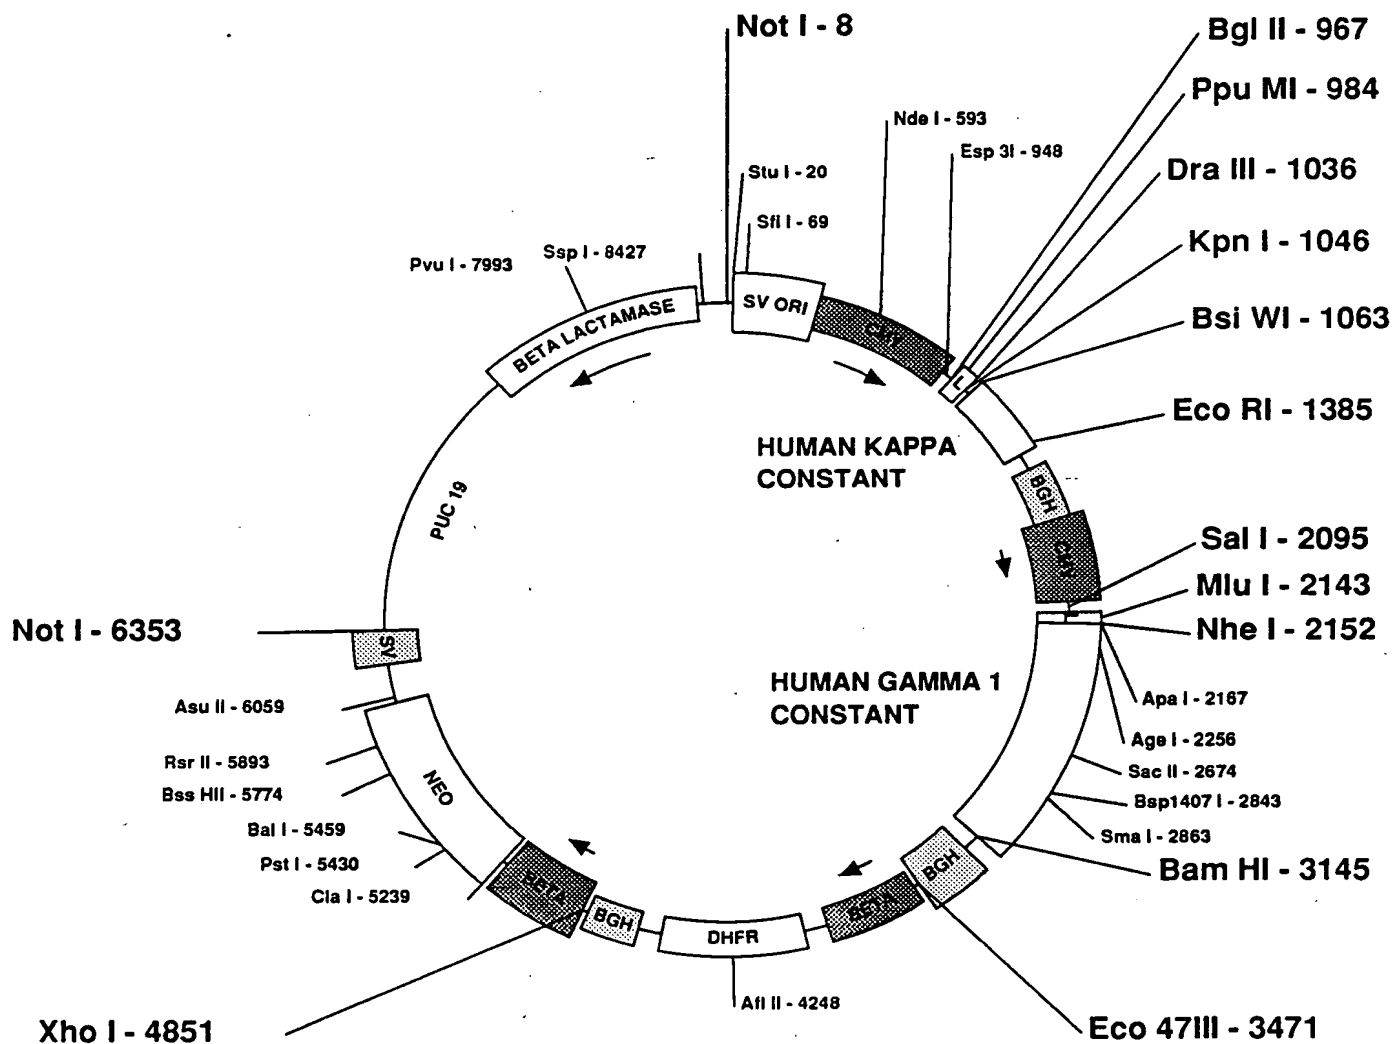 Not I - 8
Bgl II - 967
Ppu MI - 984
Nde I - 593
Esp 3I - 948
Dra III - 1036
Stu I - 20
Sfi I - 69
Kpn I - 1046
Ssp I - 8427
Pvu I - 7993
Bsi WI - 1063
SV ORI
BETA LACTAMASE
CMV
L
Eco RI - 1385
HUMAN KAPPA
CONSTANT
BGH
PUC 19
Sal I - 2095
CMV
Mlu I - 2143
L
Nhe I - 2152
Not I - 6353
SV
HUMAN GAMMA 1
CONSTANT
Apa I - 2167
Asu II - 6059
Age I - 2256
Rsr II - 5893
Sac II - 2674
Bss HII - 5774
NEO
Bsp1407 I - 2843
Bal I - 5459
Sma I - 2863
Pst I - 5430
Bam HI - 3145
Cla I - 5239
BETA
BGH
BETA
BGH
DHFR
Afl II - 4248
Xho I - 4851
Eco 47III - 3471